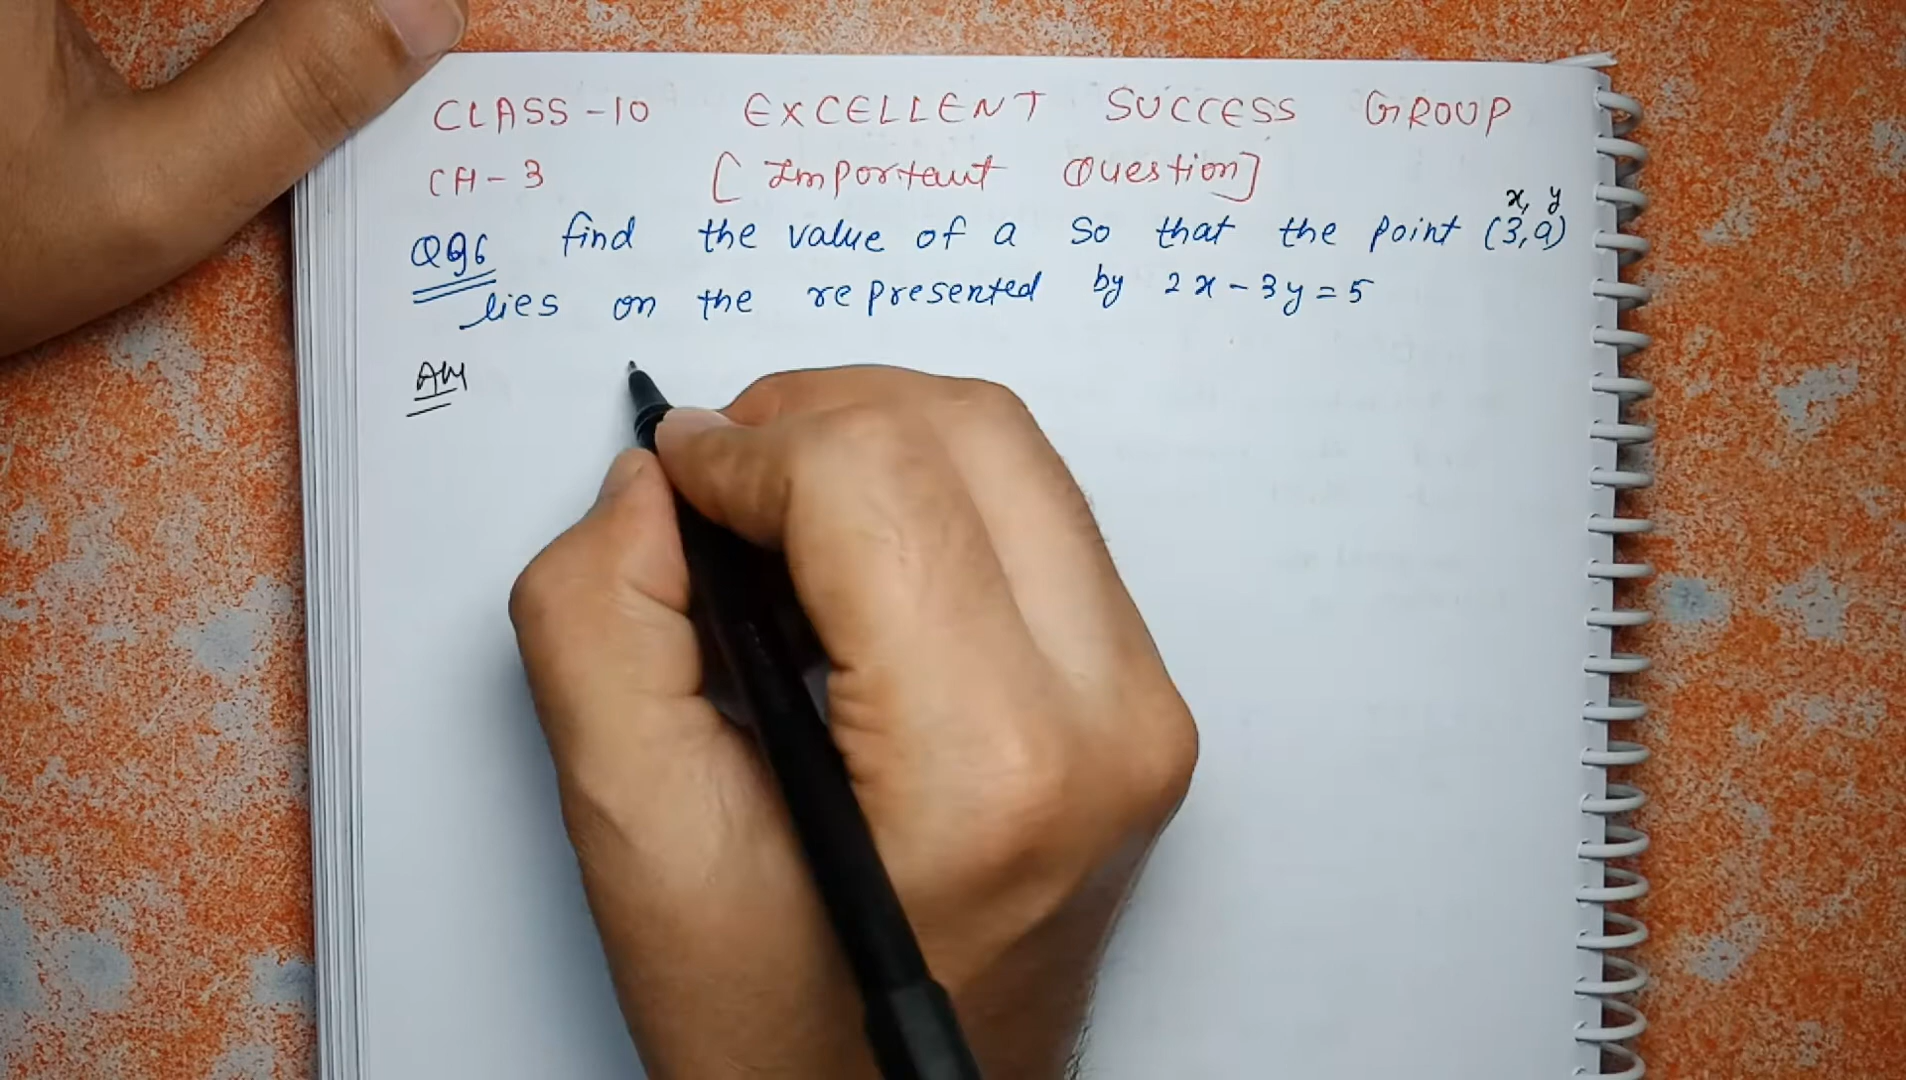 CLASS-10 EXCELLENT SUCCESS GROUP
CH-3 [Important Question]
x, y
Q96 find the value of a so that the point (3,a)
lies on the represented by 2x-3y=5